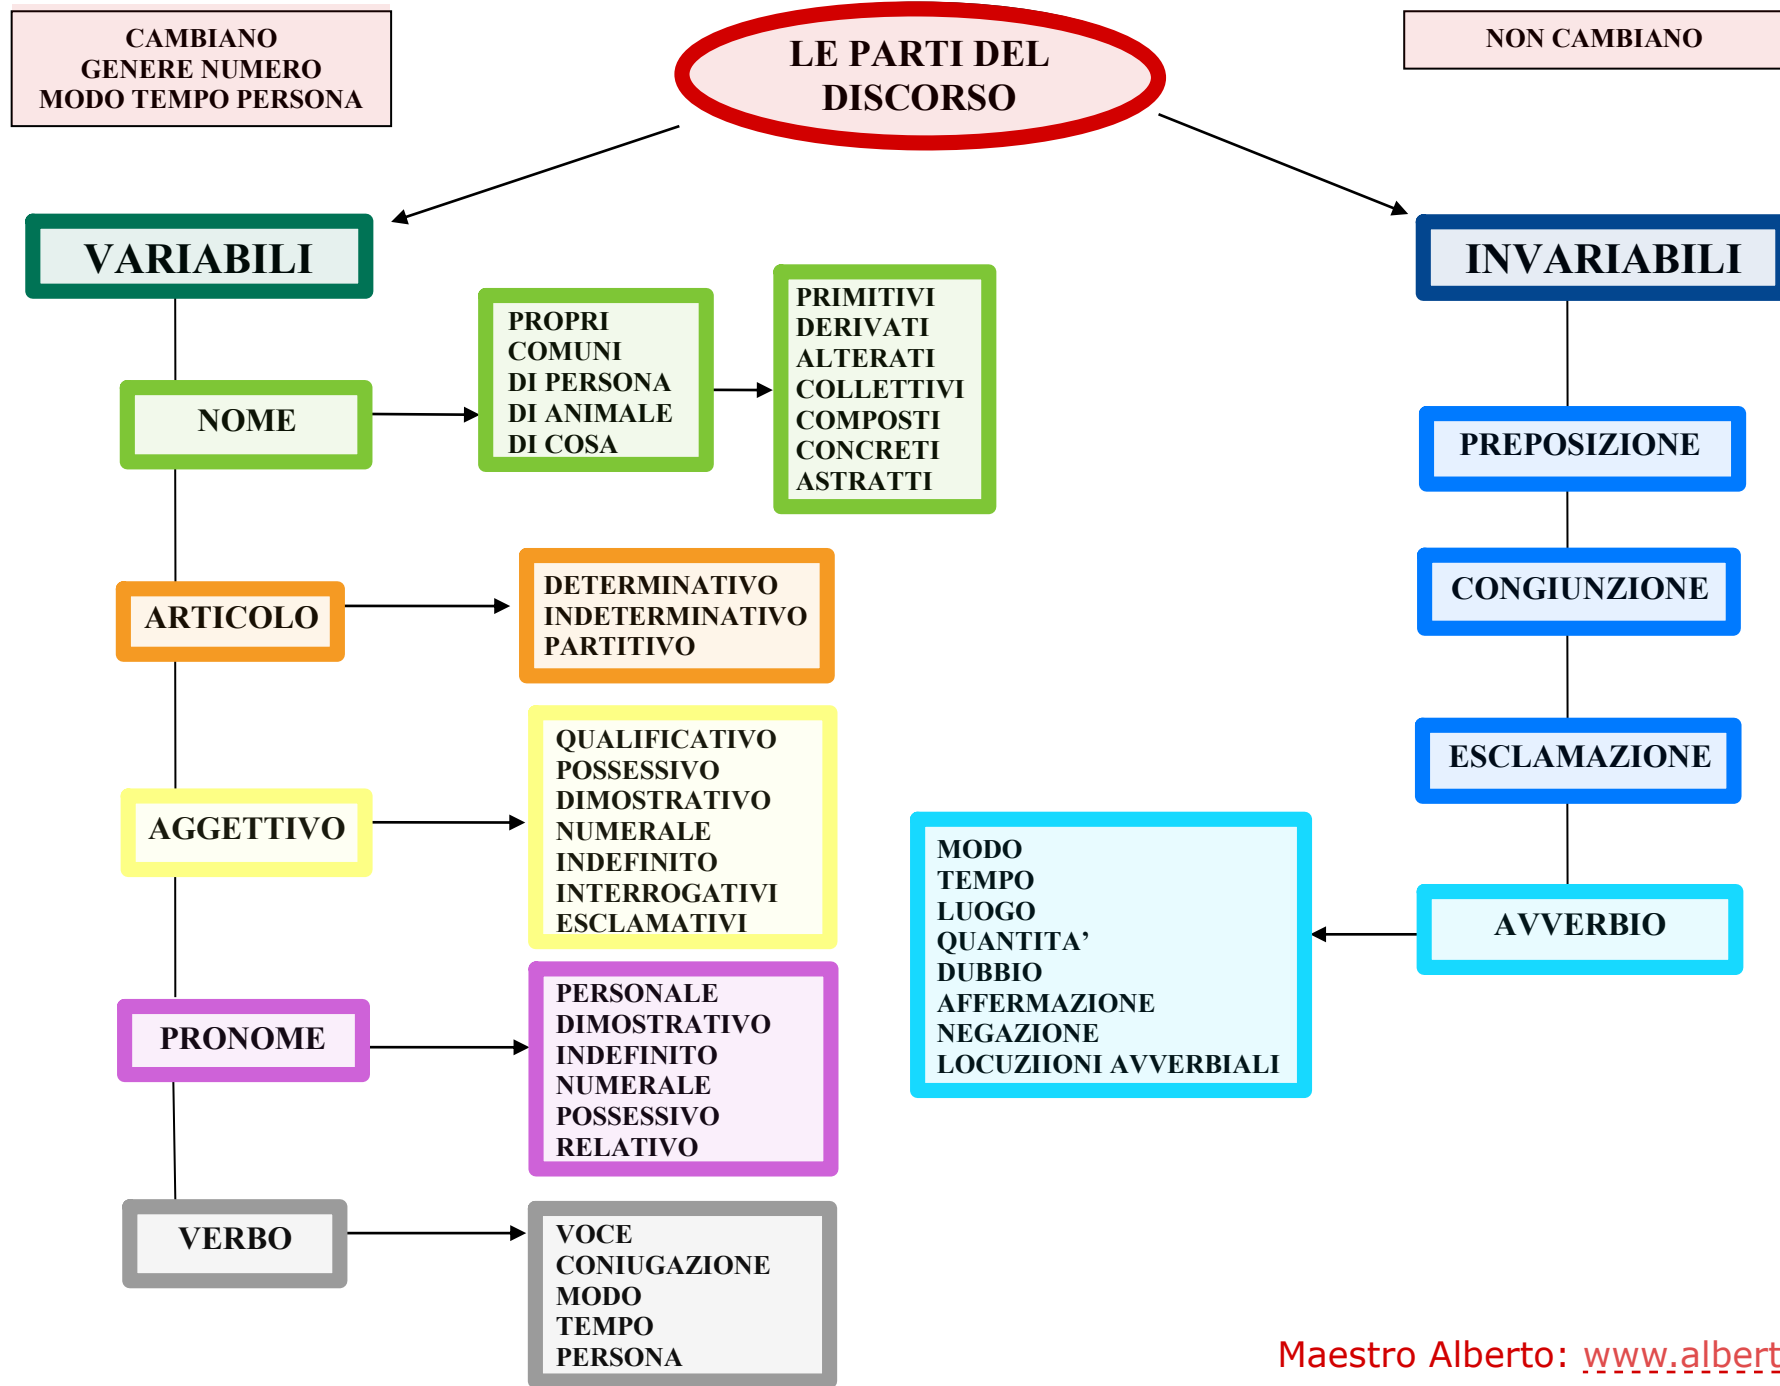 CAMBIANO
GENERE NUMERO
MODO TEMPO PERSONA
LE PARTI DEL
DISCORSO
NON CAMBIANO
VARIABILI
INVARIABILI
NOME
PROPRI
COMUNI
DI PERSONA
DI ANIMALE
DI COSA
PRIMITIVI
DERIVATI
ALTERATI
COLLETTIVI
COMPOSTI
CONCRETI
ASTRATTI
ARTICOLO
DETERMINATIVO
INDETERMINATIVO
PARTITIVO
AGGETTIVO
QUALIFICATIVO
POSSESSIVO
DIMOSTRATIVO
NUMERALE
INDEFINITO
INTERROGATIVI
ESCLAMATIVI
PRONOME
PERSONALE
DIMOSTRATIVO
INDEFINITO
NUMERALE
POSSESSIVO
RELATIVO
VERBO
VOCE
CONIUGAZIONE
MODO
TEMPO
PERSONA
PREPOSIZIONE
CONGIUNZIONE
ESCLAMAZIONE
AVVERBIO
MODO
TEMPO
LUOGO
QUANTITA’
DUBBIO
AFFERMAZIONE
NEGAZIONE
LOCUZIIONI AVVERBIALI
Maestro Alberto: www.albert